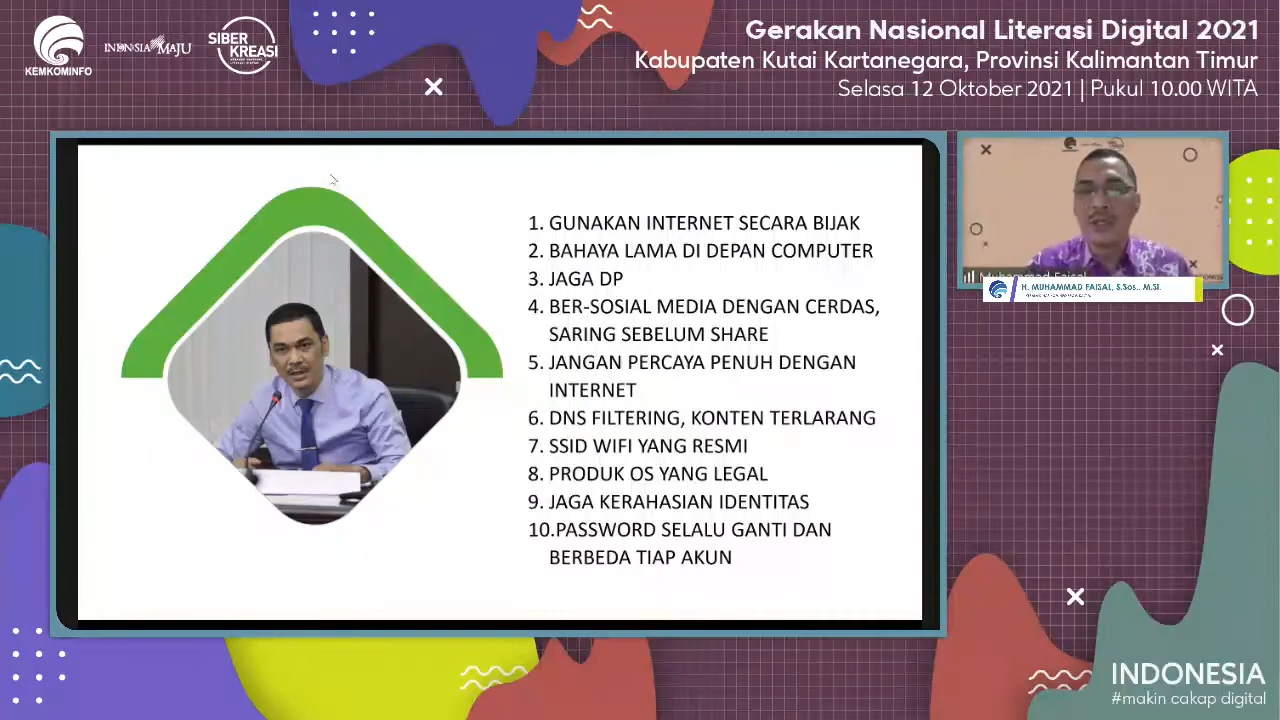 KEMKOMINFO
INDONESIA MAJU
SIBER
KREASI
Gerakan Nasional Literasi Digital 2021
Kabupaten Kutai Kartanegara, Provinsi Kalimantan Timur
Selasa 12 Oktober 2021 | Pukul 10.00 WITA
1. GUNAKAN INTERNET SECARA BIJAK
2. BAHAYA LAMA DI DEPAN COMPUTER
3. JAGA DP
4. BER-SOSIAL MEDIA DENGAN CERDAS,
SARING SEBELUM SHARE
5. JANGAN PERCAYA PENUH DENGAN
INTERNET
6. DNS FILTERING, KONTEN TERLARANG
7. SSID WIFI YANG RESMI
8. PRODUK OS YANG LEGAL
9. JAGA KERAHASIAN IDENTITAS
10.PASSWORD SELALU GANTI DAN
BERBEDA TIAP AKUN
Muhammad Faisal
H. MUHAMMAD FAISAL, S.Sos., M.Si.
INDONESIA
#makin cakap digital